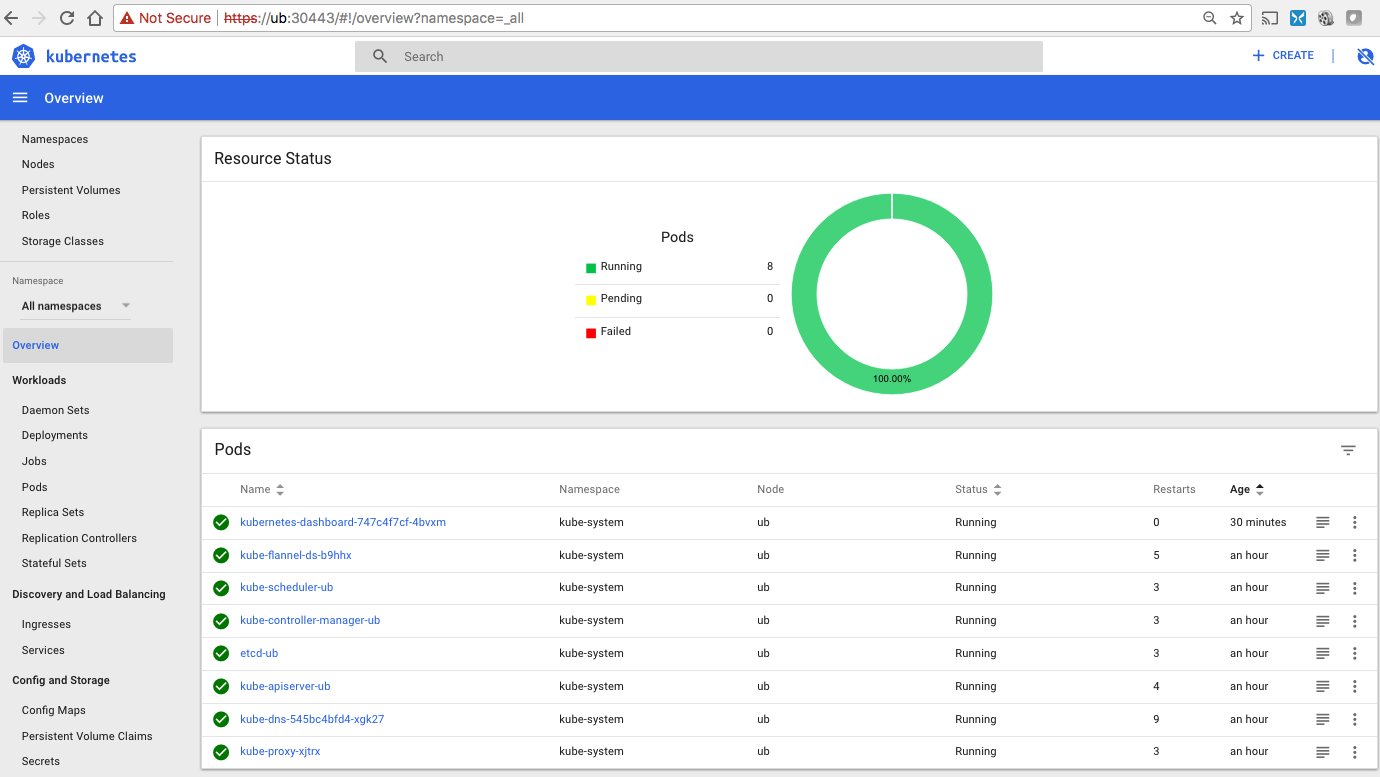 Not Secure https://ub:30443/#!/overview?namespace=_all
kubernetes
Search
CREATE
Overview
Namespaces
Nodes
Persistent Volumes
Roles
Storage Classes
Namespace
All namespaces
Overview
Workloads
Daemon Sets
Deployments
Jobs
Pods
Replica Sets
Replication Controllers
Stateful Sets
Discovery and Load Balancing
Ingresses
Services
Config and Storage
Config Maps
Persistent Volume Claims
Secrets
Resource Status
Pods
Running 8
Pending 0
Failed 0
100.00%
Pods
Name Namespace Node Status Restarts Age
kubernetes-dashboard-747c4f7cf-4bvxm kube-system ub Running 0 30 minutes
kube-flannel-ds-b9hhx kube-system ub Running 5 an hour
kube-scheduler-ub kube-system ub Running 3 an hour
kube-controller-manager-ub kube-system ub Running 3 an hour
etcd-ub kube-system ub Running 3 an hour
kube-apiserver-ub kube-system ub Running 4 an hour
kube-dns-545bc4bfd4-xgk27 kube-system ub Running 9 an hour
kube-proxy-xjtrx kube-system ub Running 3 an hour